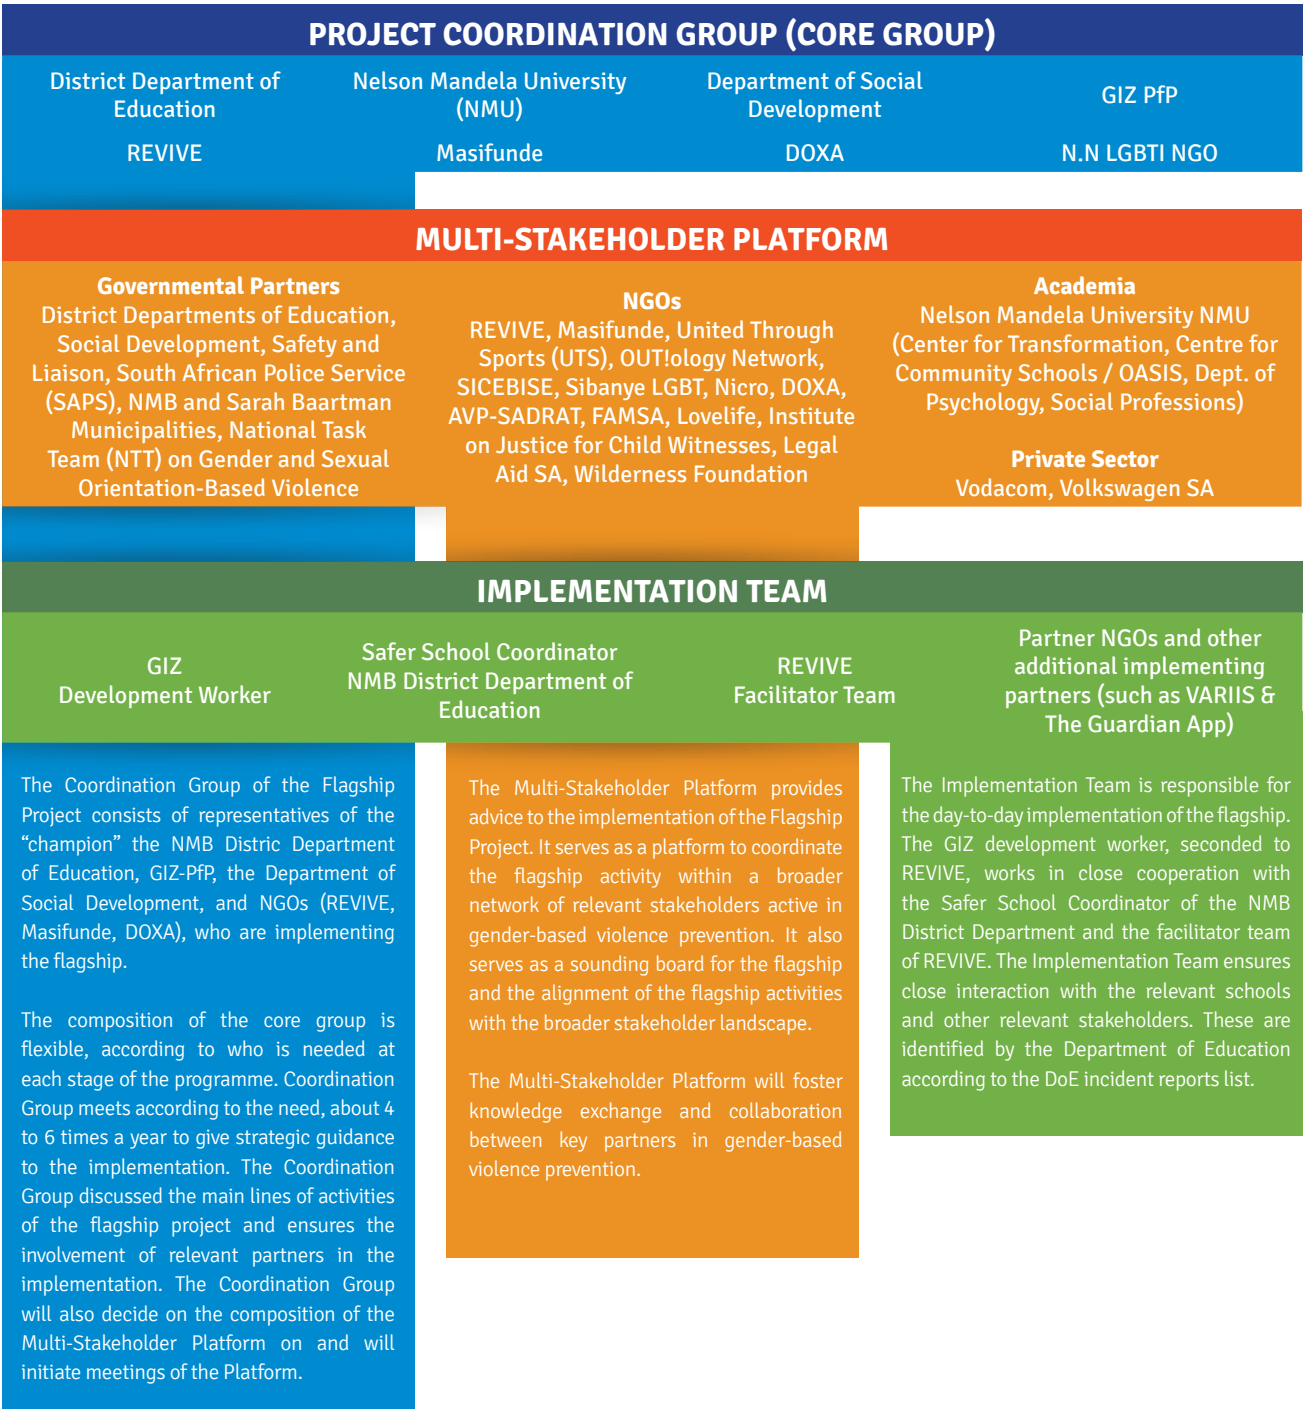 PROJECT COORDINATION GROUP (CORE GROUP)
District Department of
Education
Nelson Mandela University
(NMU)
Department of Social
Development
GIZ PfP
REVIVE
Masifunde
DOXA
N.N LGBTI NGO
MULTI-STAKEHOLDER PLATFORM
Governmental Partners
District Departments of Education,
Social Development, Safety and
Liaison, South African Police Service
(SAPS), NMB and Sarah Baartman
Municipalities, National Task
Team (NTT) on Gender and Sexual
Orientation-Based Violence
NGOs
REVIVE, Masifunde, United Through
Sports (UTS), OUT!ology Network,
SICEBISE, Sibanye LGBT, Nicro, DOXA,
AVP-SADRAT, FAMSA, Lovelife, Institute
on Justice for Child Witnesses, Legal
Aid SA, Wilderness Foundation
Academia
Nelson Mandela University NMU
(Center for Transformation, Centre for
Community Schools / OASIS, Dept. of
Psychology, Social Professions)
Private Sector
Vodacom, Volkswagen SA
IMPLEMENTATION TEAM
GIZ
Development Worker
Safer School Coordinator
NMB District Department of
Education
REVIVE
Facilitator Team
Partner NGOs and other
additional implementing
partners (such as VARIIS &
The Guardian App)
The Coordination Group of the Flagship
Project consists of representatives of the
“champion” the NMB Distric Department
of Education, GIZ-PfP, the Department of
Social Development, and NGOs (REVIVE,
Masifunde, DOXA), who are implementing
the flagship.
The composition of the core group is
flexible, according to who is needed at
each stage of the programme. Coordination
Group meets according to the need, about 4
to 6 times a year to give strategic guidance
to the implementation. The Coordination
Group discussed the main lines of activities
of the flagship project and ensures the
involvement of relevant partners in the
implementation. The Coordination Group
will also decide on the composition of the
Multi-Stakeholder Platform on and will
initiate meetings of the Platform.
The Multi-Stakeholder Platform provides
advice to the implementation of the Flagship
Project. It serves as a platform to coordinate
the flagship activity within a broader
network of relevant stakeholders active in
gender-based violence prevention. It also
serves as a sounding board for the flagship
and the alignment of the flagship activities
with the broader stakeholder landscape.
The Multi-Stakeholder Platform will foster
knowledge exchange and collaboration
between key partners in gender-based
violence prevention.
The Implementation Team is responsible for
the day-to-day implementation of the flagship.
The GIZ development worker, seconded to
REVIVE, works in close cooperation with
the Safer School Coordinator of the NMB
District Department and the facilitator team
of REVIVE. The Implementation Team ensures
close interaction with the relevant schools
and other relevant stakeholders. These are
identified by the Department of Education
according to the DoE incident reports list.